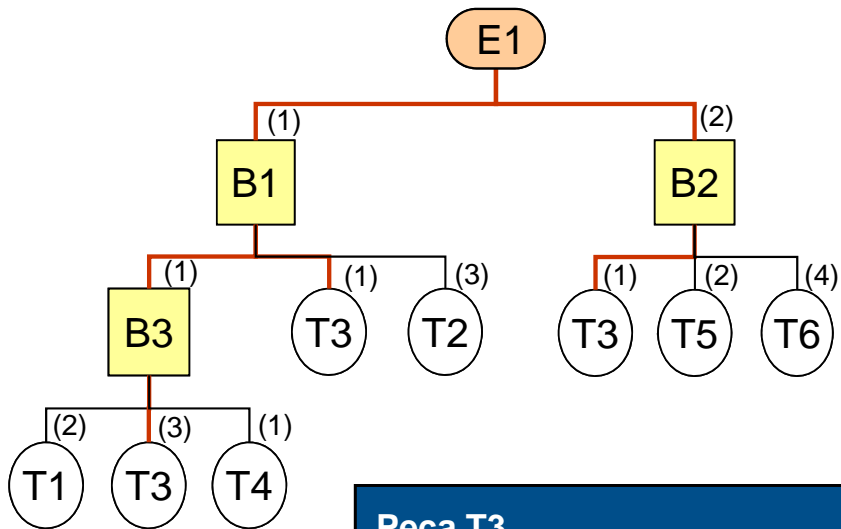 E1
(1) (2)
B1 B2
(1) (1) (3) (1) (2) (4)
B3 T3 T2 T3 T5 T6
(2) (3) (1)
T1 T3 T4